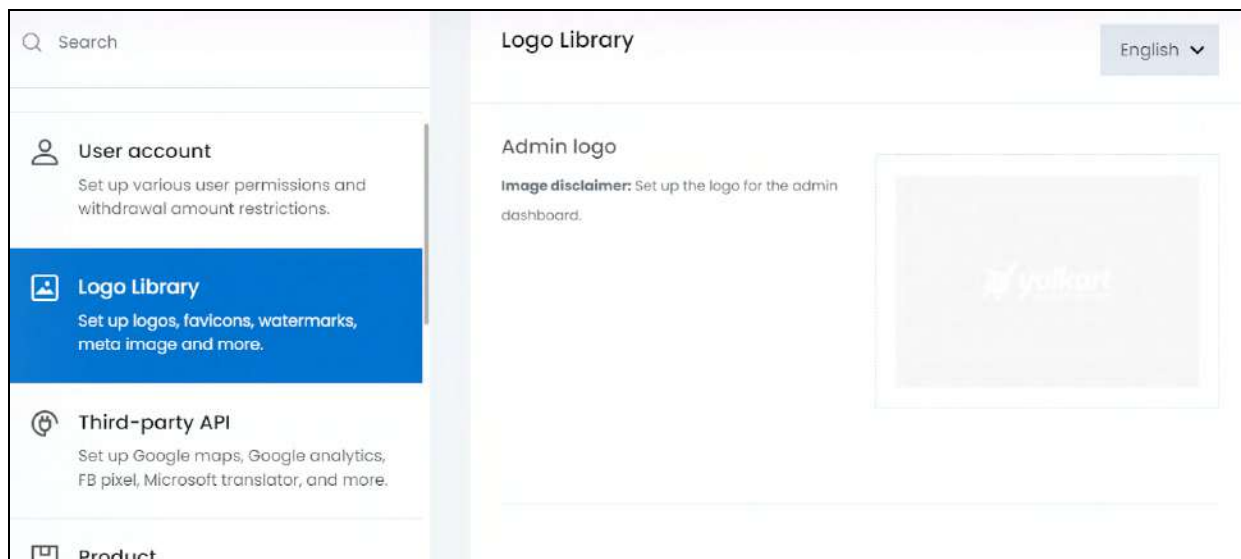 Search
User account
Set up various user permissions and
withdrawal amount restrictions.
Logo Library
Set up logos, favicons, watermarks,
meta image and more.
Third-party API
Set up Google maps, Google analytics,
FB pixel, Microsoft translator, and more.
Product
Logo Library
English
Admin logo
Image disclaimer: Set up the logo for the admin
dashboard.
yolkart